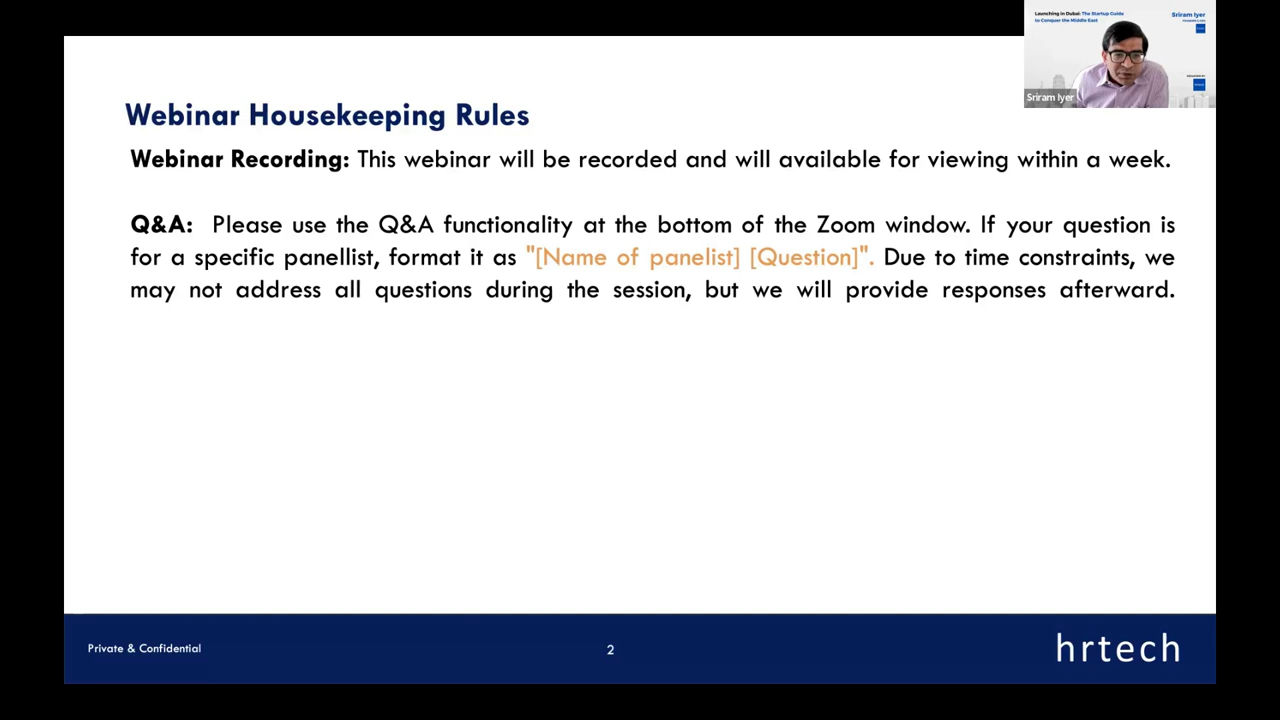 Launching in Dubai: The Startup Guide
to Conquer the Middle East
Sriram Iyer
Sriram Iyer
Webinar Housekeeping Rules
Webinar Recording: This webinar will be recorded and will available for viewing within a week.
Q&A: Please use the Q&A functionality at the bottom of the Zoom window. If your question is
for a specific panellist, format it as "[Name of panelist] [Question]". Due to time constraints, we
may not address all questions during the session, but we will provide responses afterward.
Private & Confidential
2
hrtech